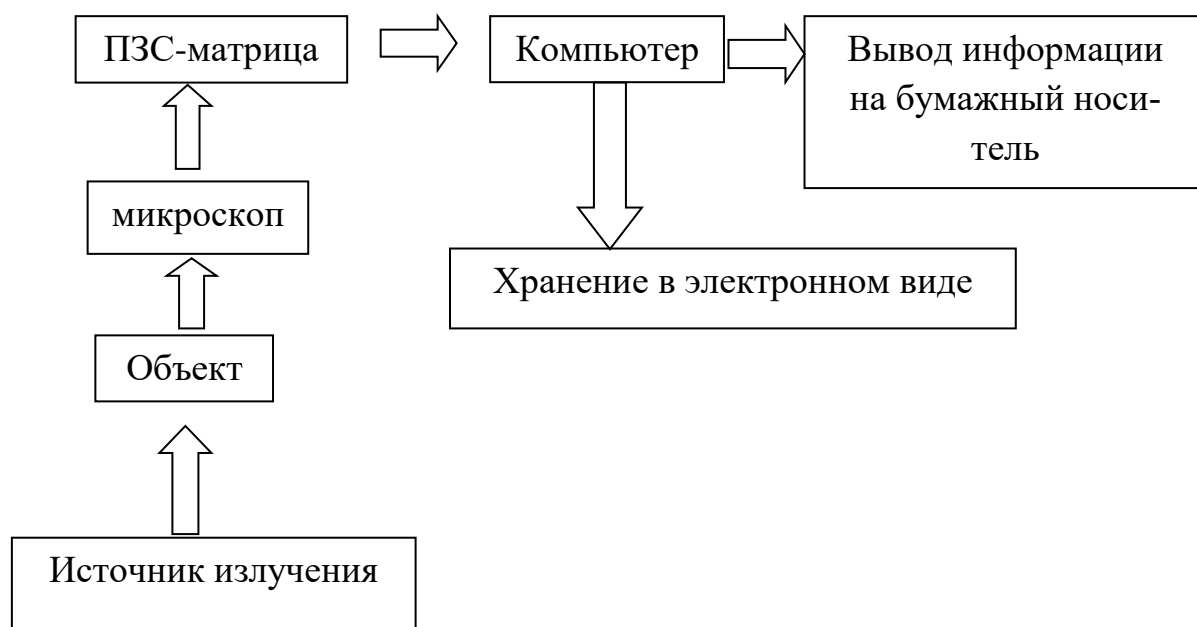 ПЗС-матрица
Компьютер
Вывод информации
на бумажный носи-
тель
микроскоп
Хранение в электронном виде
Объект
Источник излучения